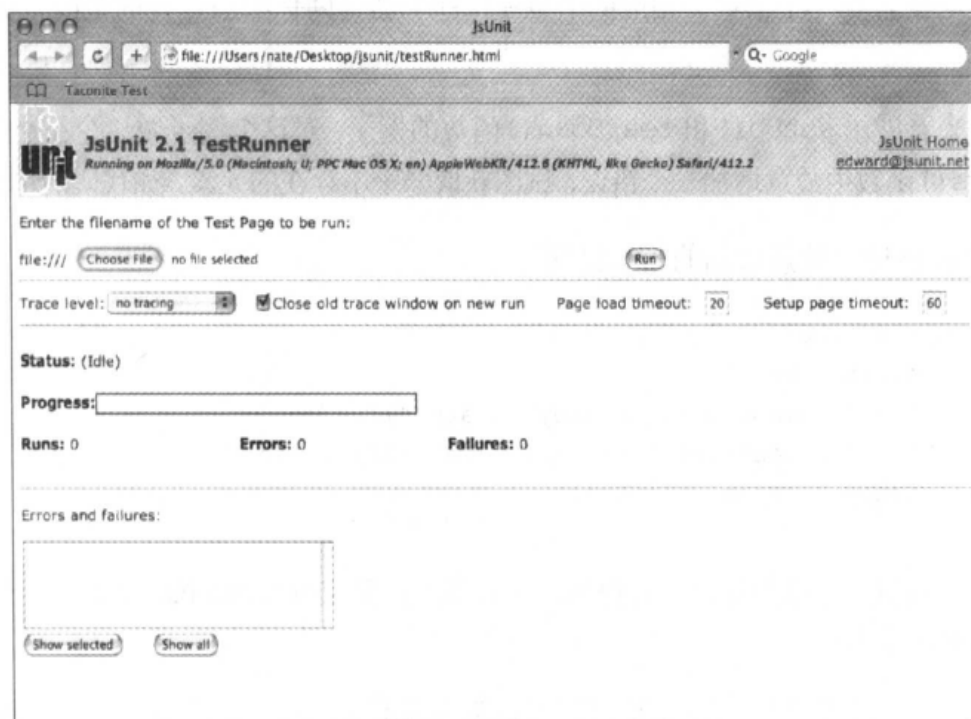 JsUnit
file:///Users/nate/Desktop/jsunit/testRunner.html
Google
Taconite Test
JsUnit 2.1 TestRunner
JsUnit Home
Running on Mozilla/5.0 (Macintosh; U; PPC Mac OS X; en) AppleWebKit/412.6 (KHTML, like Gecko) Safari/412.2
edward@jsunit.net
Enter the filename of the Test Page to be run:
file:/// Choose File no file selected Run
Trace level: no tracing Close old trace window on new run Page load timeout: 20 Setup page timeout: 60
Status: (Idle)
Progress:
Runs: 0 Errors: 0 Failures: 0
Errors and failures:
Show selected Show all